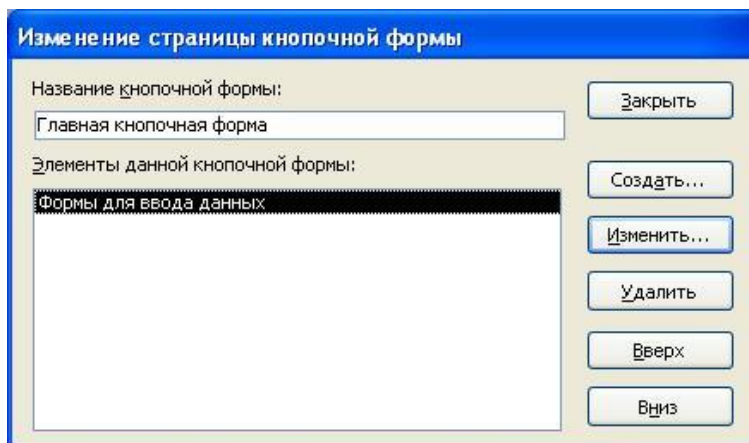 Изменение страницы кнопочной формы
Название кнопочной формы:
Закрыть
Главная кнопочная форма
Элементы данной кнопочной формы:
Создать...
Формы для ввода данных
Изменить...
Удалить
Вверх
Вниз